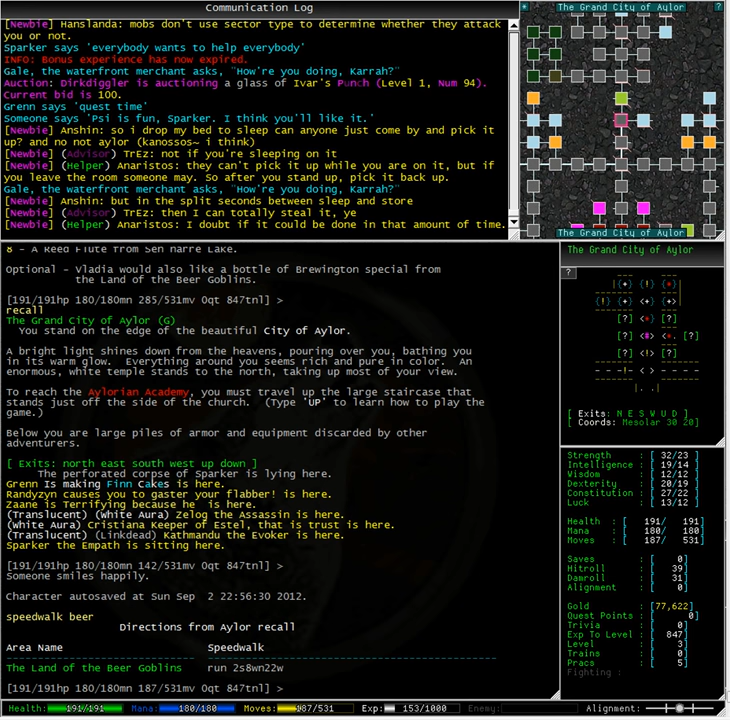 Communication Log
[Newbie] Hanslanda: mobs don't use sector type to determine whether they attack
you or not.
Sparker says 'everybody wants to help everybody'
INFO: Bonus experience has now expired.
Gale, the waterfront merchant asks, "How're you doing, Karrah?"
Auction: Dirkdiggler is auctioning a glass of Ivar's Punch (Level 1, Num 94).
Current bid is 100.
Grenn says 'quest time'
Someone says 'Psi is fun, Sparker. I think you'll like it.'
[Newbie] Anshin: so i drop my bed to sleep can anyone just come by and pick it
up? and no not aylor (kanossos~ i think)
[Newbie] (Advisor) TrEz: not if you're sleeping on it
[Newbie] (Helper) Anaristos: they can't pick it up while you are on it, but if
you leave the room someone may. So after you stand up, pick it back up.
Gale, the waterfront merchant asks, "How're you doing, Karrah?"
[Newbie] Anshin: but in the split seconds between sleep and store
[Newbie] (Advisor) TrEz: then I can totally steal it, ye
[Newbie] (Helper) Anaristos: I doubt if it could be done in that amount of time.
The Grand City of Aylor
?
The Grand City of Aylor
8 - A Reed Flute from Sen'narre Lake.
Optional - Vladia would also like a bottle of Brewington special from
the Land of the Beer Goblins.
[191/191hp 180/180mn 285/531mv 0qt 847tnl] >
recall
The Grand City of Aylor (G)
You stand on the edge of the beautiful City of Aylor.
A bright light shines down from the heavens, pouring over you, bathing you
in its warm glow. Everything around you seems rich and pure in color. An
enormous, white temple stands to the north, taking up most of your view.
To reach the Aylorian Academy, you must travel up the large staircase that
stands just off the side of the church. (Type 'UP' to learn how to play the
game.)
Below you are large piles of armor and equipment discarded by other
adventurers.
[ Exits: north east south west up down ]
The perforated corpse of Sparker is lying here.
Grenn Is making Finn Cakes is here.
Randyzyn causes you to gaster your flabber! is here.
Zaane is Terrifying because he is here.
(Translucent) (White Aura) Zelog the Assassin is here.
(White Aura) Cristiana Keeper of Estel, that is trust is here.
(Translucent) (Linkdead) Kathmandu the Evoker is here.
Sparker the Empath is sitting here.
[191/191hp 180/180mn 142/531mv 0qt 847tnl] >
Someone smiles happily.
Character autosaved at Sun Sep 2 22:56:30 2012.
speedwalk beer
Directions from Aylor recall
Area Name Speedwalk
The Land of the Beer Goblins run 2s8wn22w
[191/191hp 180/180mn 187/531mv 0qt 847tnl] >
The Grand City of Aylor
?
[ Exits: N E S W U D ]
[ Coords: Mesolar 30 20]
Strength : [ 32/23 ]
Intelligence : [ 19/14 ]
Wisdom : [ 12/12 ]
Dexterity : [ 20/19 ]
Constitution : [ 27/22 ]
Luck : [ 13/12 ]
Health : [ 191/ 191]
Mana : [ 180/ 180]
Moves : [ 187/ 531]
Saves : [ 0]
Hitroll : [ 39]
Damroll : [ 31]
Alignment : [ 0]
Gold :[77,622]
Quest Points : [ 0]
Trivia : [ 0]
Exp To Level : [ 847]
Level : [ 3]
Trains : [ 0]
Pracs : [ 5]
Fighting:
Health: 191/191 Mana: 180/180 Moves: 187/531 Exp: 153/1000 Enemy: Alignment: